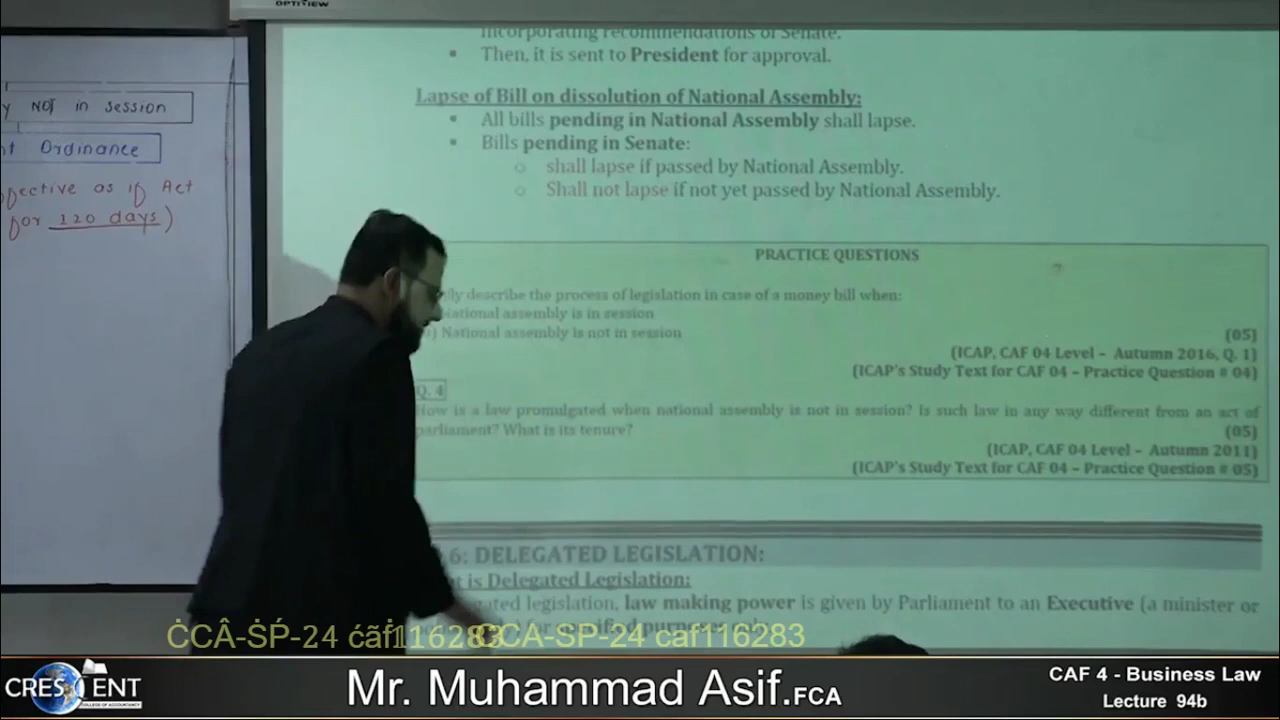 OPTIVIEW
incorporating recommendations of Senate.
▪ Then, it is sent to President for approval.
Lapse of Bill on dissolution of National Assembly:
▪ All bills pending in National Assembly shall lapse.
▪ Bills pending in Senate:
○ shall lapse if passed by National Assembly.
○ Shall not lapse if not yet passed by National Assembly.
NOT in session
Ordinance
as if Act
for 120 days)
PRACTICE QUESTIONS
describe the process of legislation in case of a money bill when:
National assembly is in session
National assembly is not in session
(05)
(ICAP, CAF 04 Level – Autumn 2016, Q. 1)
(ICAP's Study Text for CAF 04 – Practice Question # 04)
Q. 4
How is a law promulgated when national assembly is not in session? Is such law in any way different from an act of
parliament? What is its tenure?
(05)
(ICAP, CAF 04 Level – Autumn 2011)
(ICAP's Study Text for CAF 04 – Practice Question # 05)
6: DELEGATED LEGISLATION:
is Delegated Legislation:
legislation, law making power is given by Parliament to an Executive (a minister or
CCA-SP-24 caf116283
CRESCENT
COLLEGE OF ACCOUNTANCY
Mr. Muhammad Asif.FCA
CAF 4 - Business Law
Lecture 94b